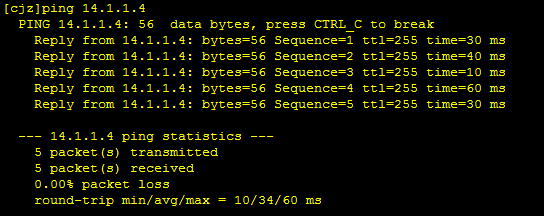 [cjz]ping 14.1.1.4
PING 14.1.1.4: 56  data bytes, press CTRL_C to break
Reply from 14.1.1.4: bytes=56 Sequence=1 ttl=255 time=30 ms
Reply from 14.1.1.4: bytes=56 Sequence=2 ttl=255 time=40 ms
Reply from 14.1.1.4: bytes=56 Sequence=3 ttl=255 time=10 ms
Reply from 14.1.1.4: bytes=56 Sequence=4 ttl=255 time=60 ms
Reply from 14.1.1.4: bytes=56 Sequence=5 ttl=255 time=30 ms
--- 14.1.1.4 ping statistics ---
5 packet(s) transmitted
5 packet(s) received
0.00% packet loss
round-trip min/avg/max = 10/34/60 ms